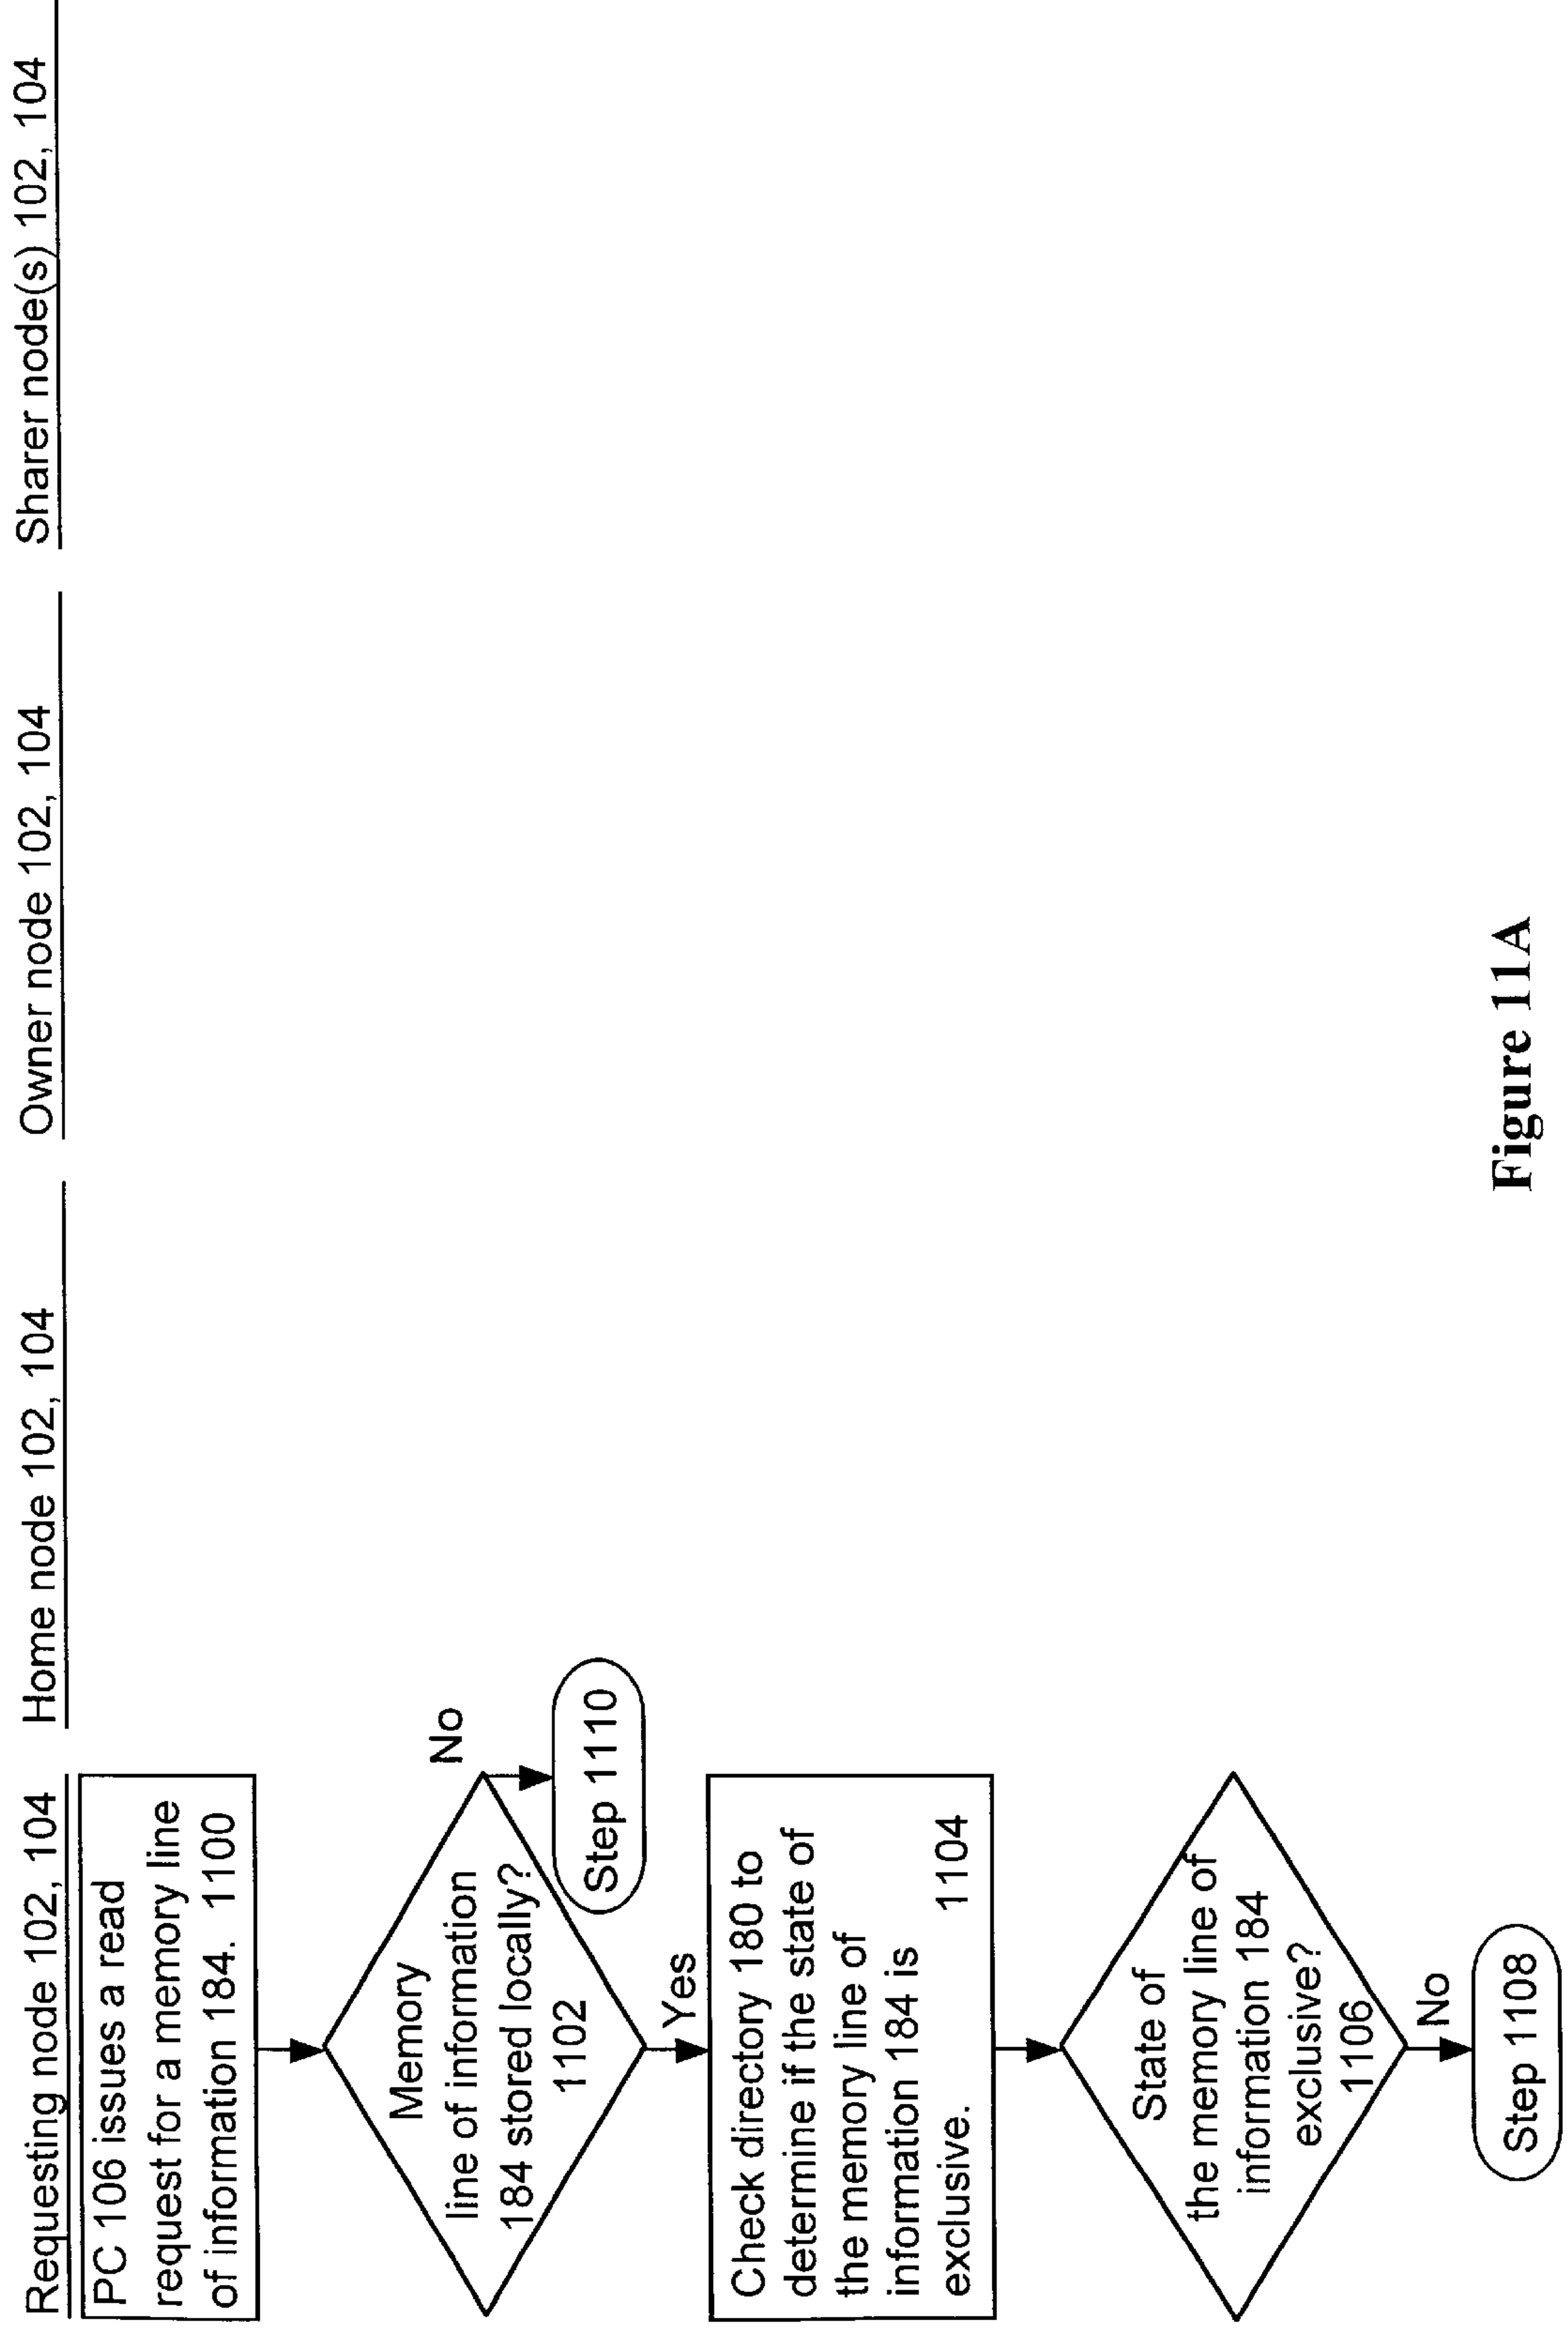 Requesting node 102, 104
Home node 102, 104
Owner node 102, 104
Sharer node(s) 102, 104
PC 106 issues a read
request for a memory line
of information 184. 1100
Memory
line of information
184 stored locally?
1102
No
Step 1110
Yes
Check directory 180 to
determine if the state of
the memory line of
information 184 is
exclusive. 1104
State of
the memory line of
information 184
exclusive?
1106
No
Step 1108
Figure 11A